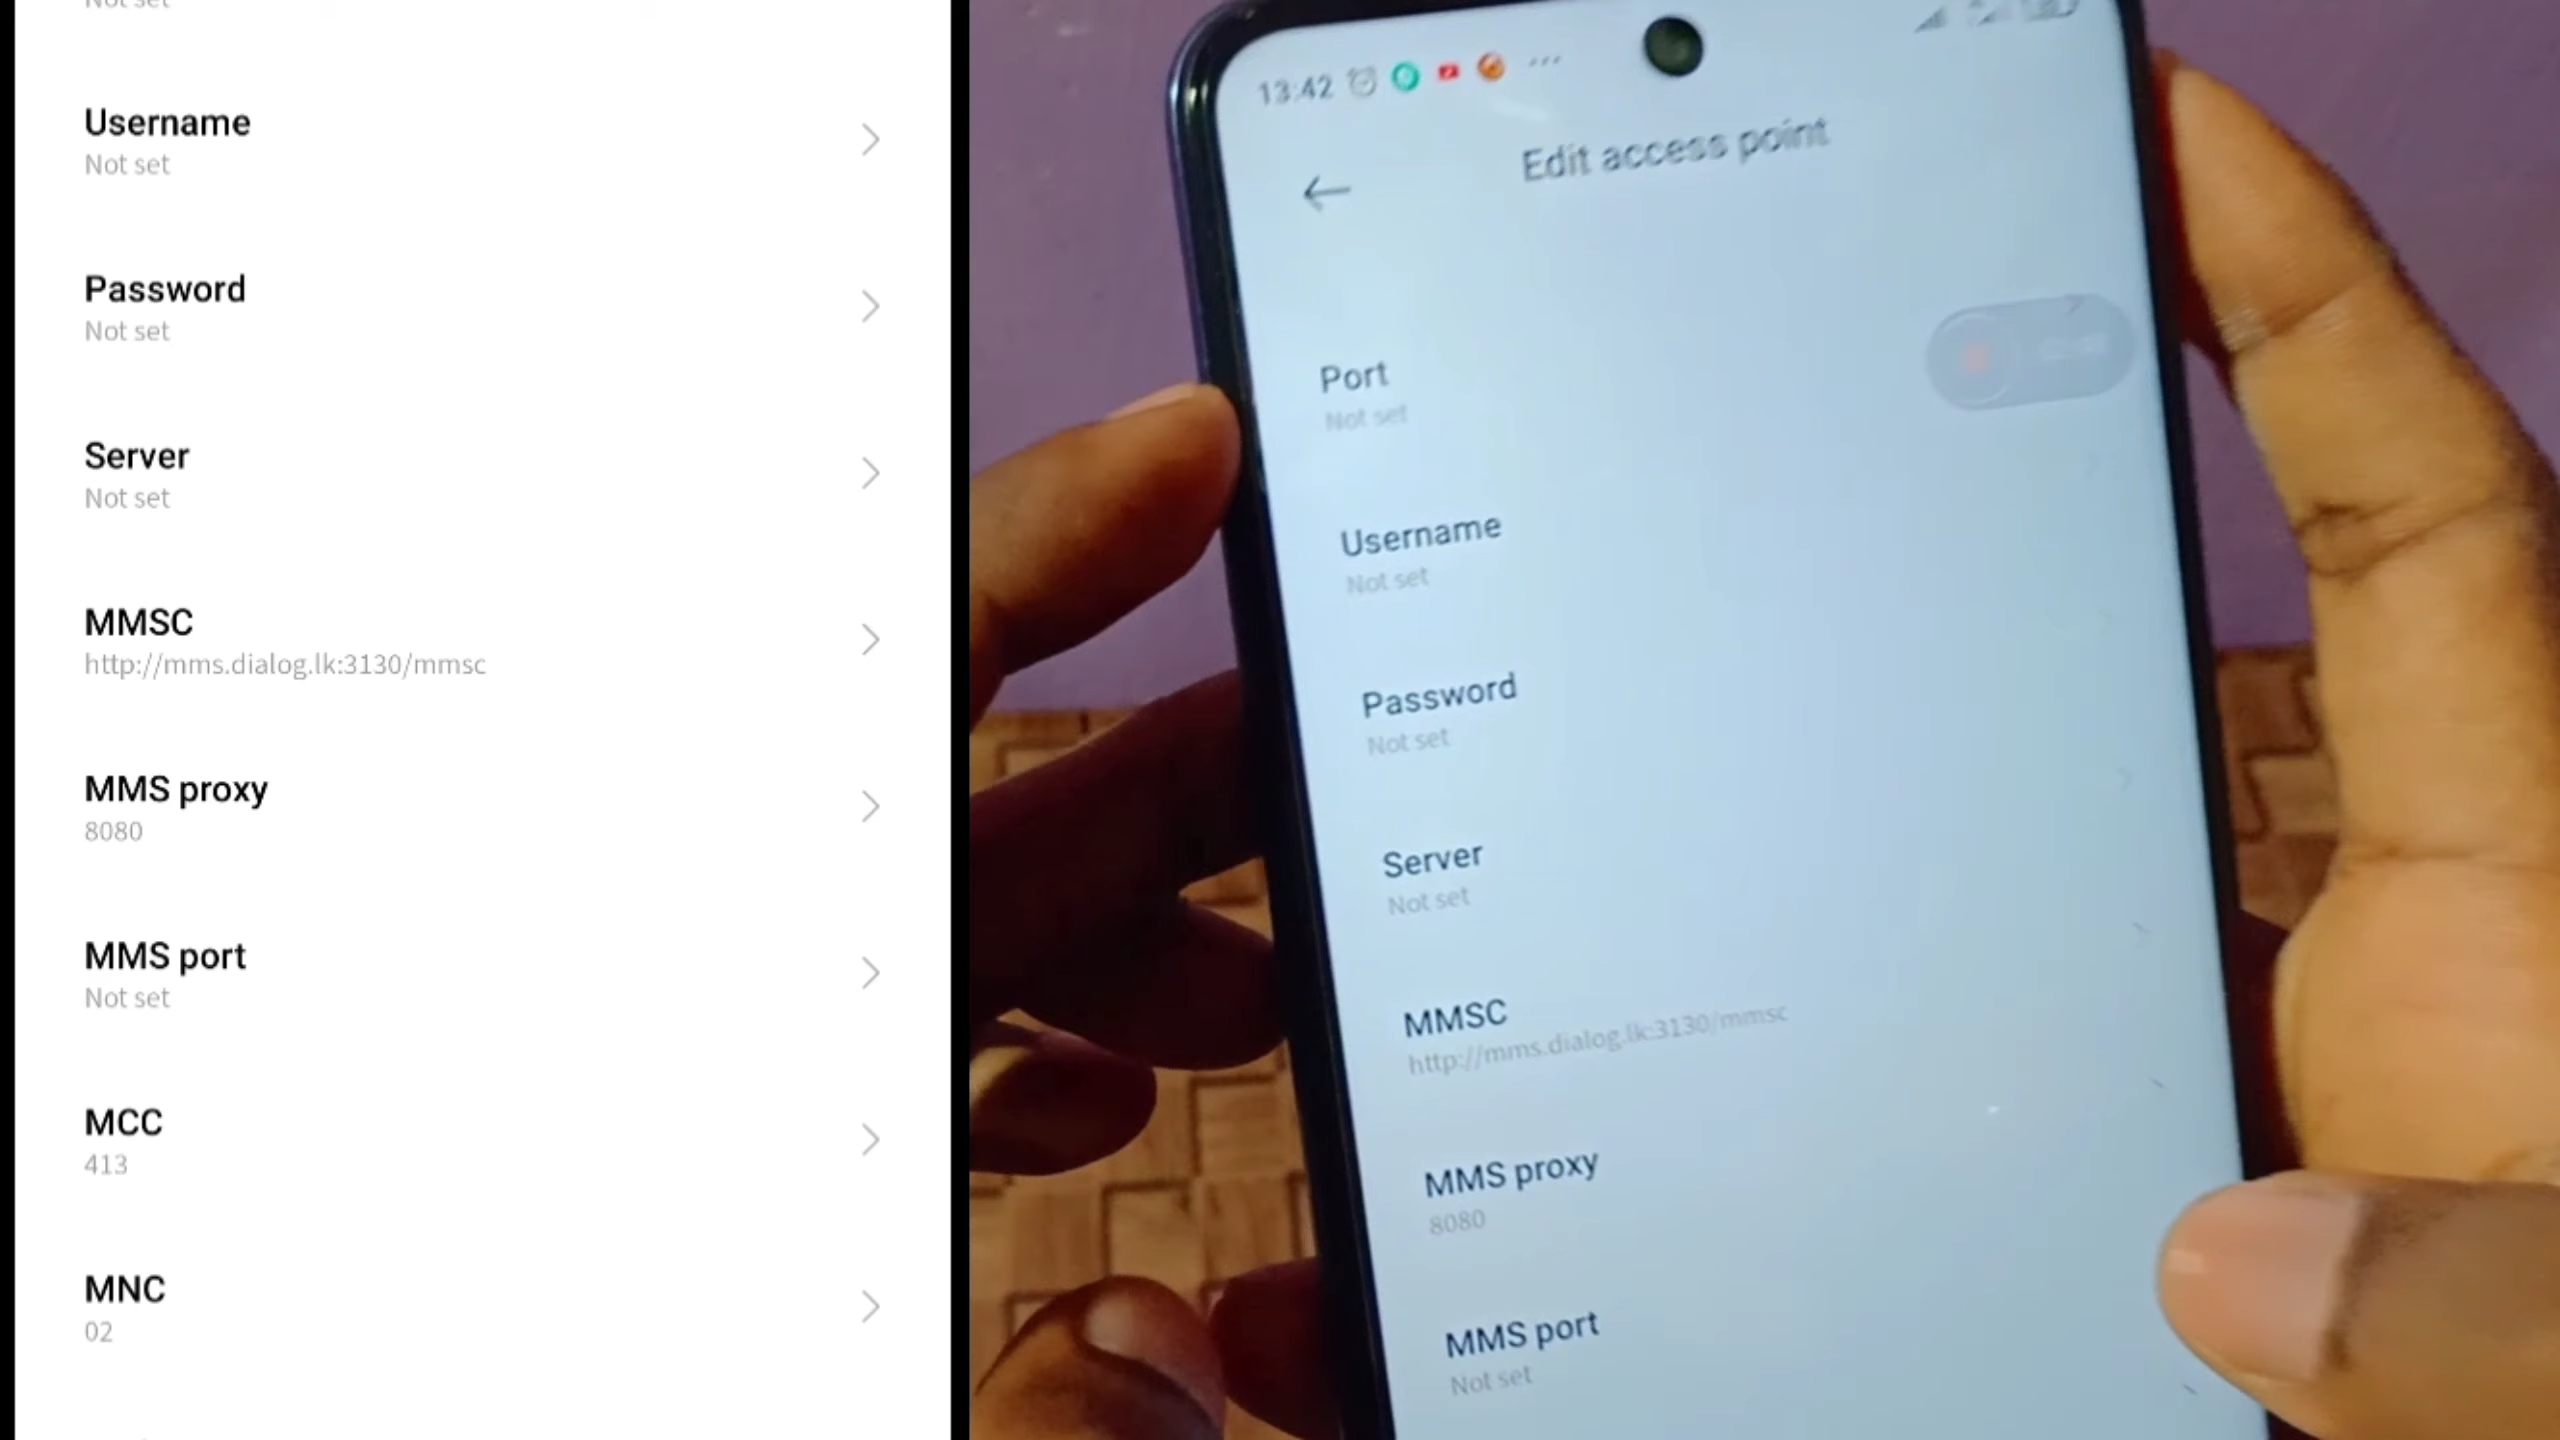 Not set
Username
Not set
Password
Not set
Server
Not set
MMSC
http://mms.dialog.lk:3130/mmsc
MMS proxy
8080
MMS port
Not set
MCC
413
MNC
02
13:42
Edit access point
Port
Not set
Username
Not set
Password
Not set
Server
Not set
MMSC
http://mms.dialog.lk:3130/mmsc
MMS proxy
8080
MMS port
Not set